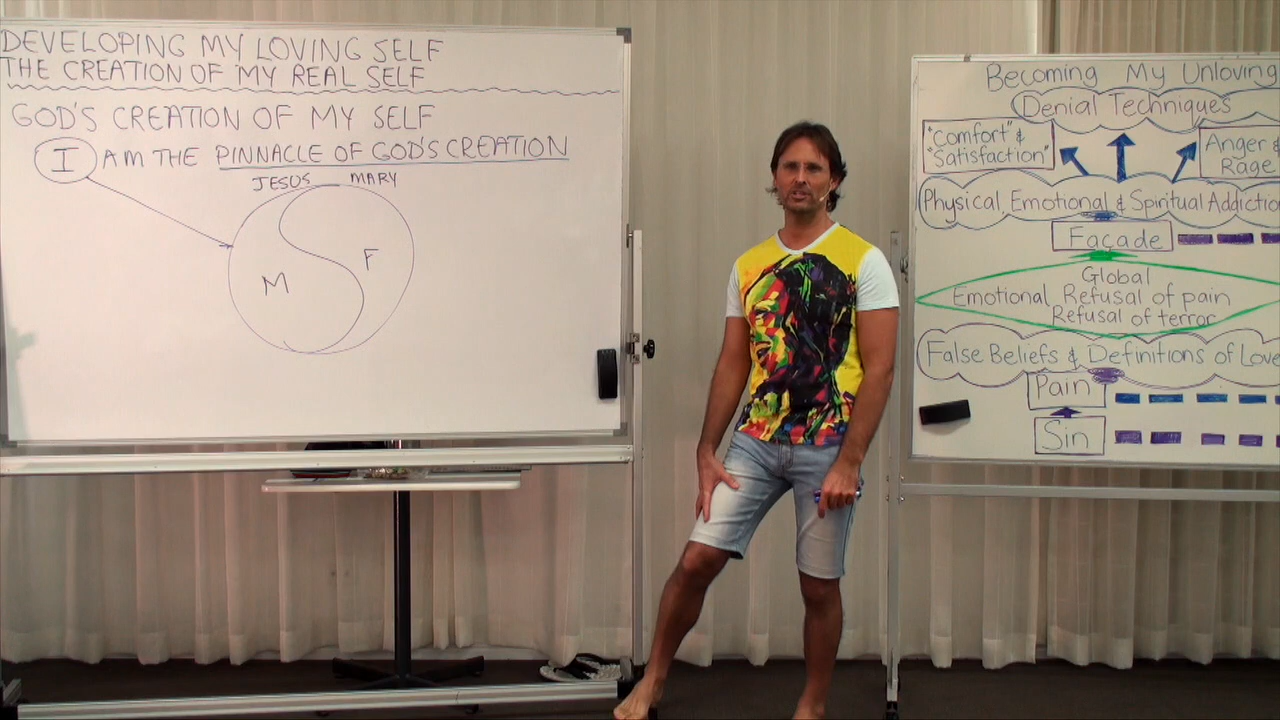 DEVELOPING MY LOVING SELF
THE CREATION OF MY REAL SELF
GOD'S CREATION OF MY SELF
I AM THE PINNACLE OF GOD'S CREATION
JESUS MARY
M F
Becoming My Unloving
Denial Techniques
"Comfort" &
"Satisfaction"
Anger &
Rage
Physical, Emotional & Spiritual Addiction
Façade
Global
Emotional Refusal of pain
Refusal of terror
False Beliefs & Definitions of Love
Pain
Sin